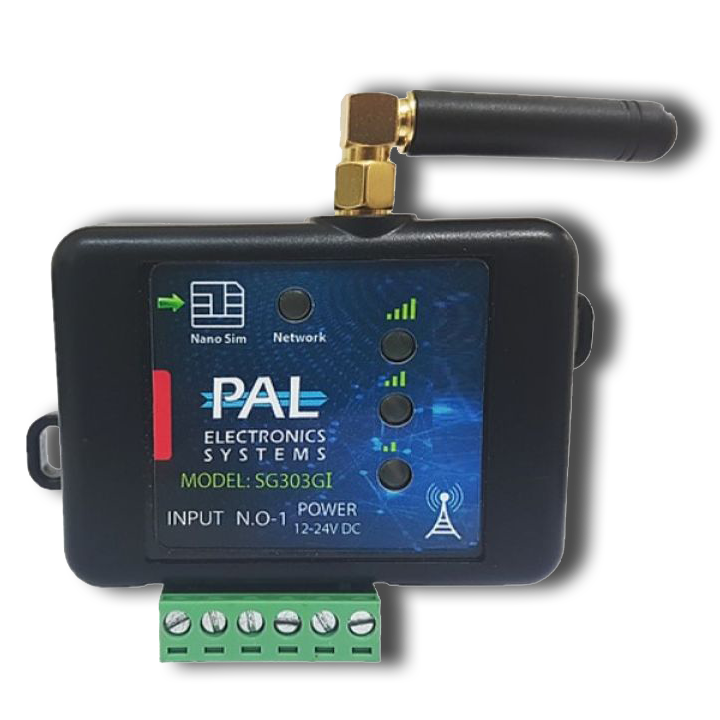 Nano Sim
Network
PAL
ELECTRONICS
SYSTEMS
MODEL: SG303GI
INPUT N.O-1 POWER
12-24V DC